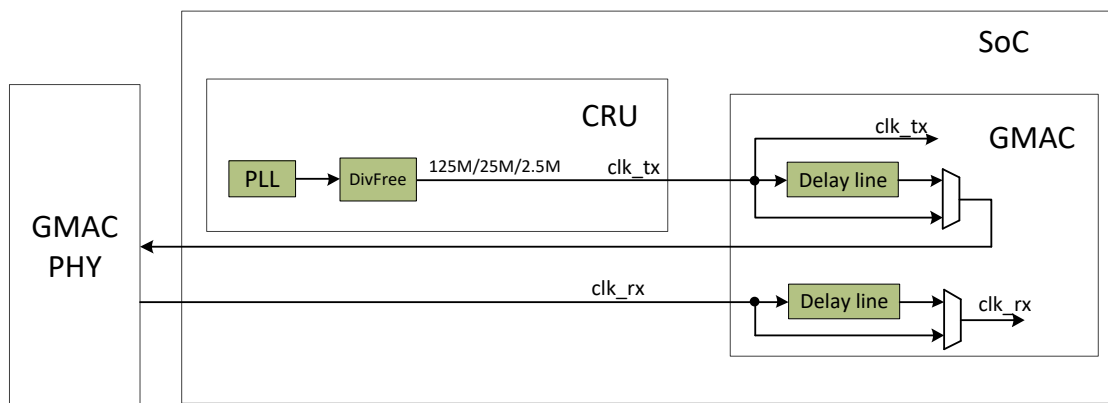 SoC
CRU
GMAC
clk_tx
125M/25M/2.5M
clk_tx
PLL
DivFree
Delay line
GMAC
PHY
clk_rx
Delay line
clk_rx